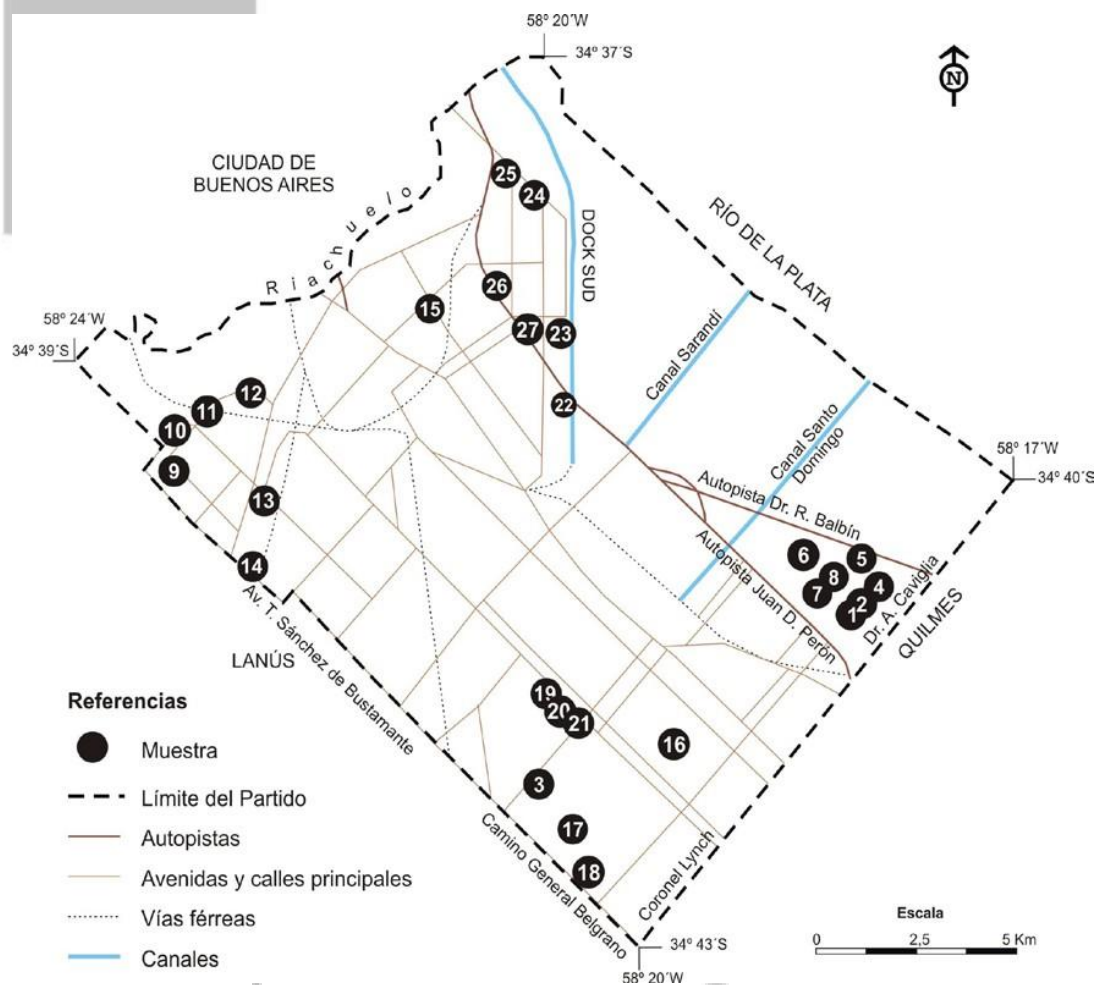 58º 20´W
34º 37´S
N
CIUDAD DE
BUENOS AIRES
Riachuelo
RÍO DE LA PLATA
DOCK SUD
25
24
26
15
27
23
22
58º 24´W
34º 39´S
12
11
10
9
13
14
Canal Sarandi
Canal Santo
Domingo
58º 17´W
34º 40´S
Autopista Dr. R. Balbín
Autopista Juan D. Perón
6
5
8
4
7
2
1
Dr. A. Caviglia
QUILMES
Av. T. Sánchez de Bustamante
LANÚS
19
20
21
16
3
17
18
Camino General Belgrano
Coronel Lynch
34º 43´S
58º 20´W
Referencias
Muestra
Límite del Partido
Autopistas
Avenidas y calles principales
Vías férreas
Canales
Escala
0 2,5 5 Km